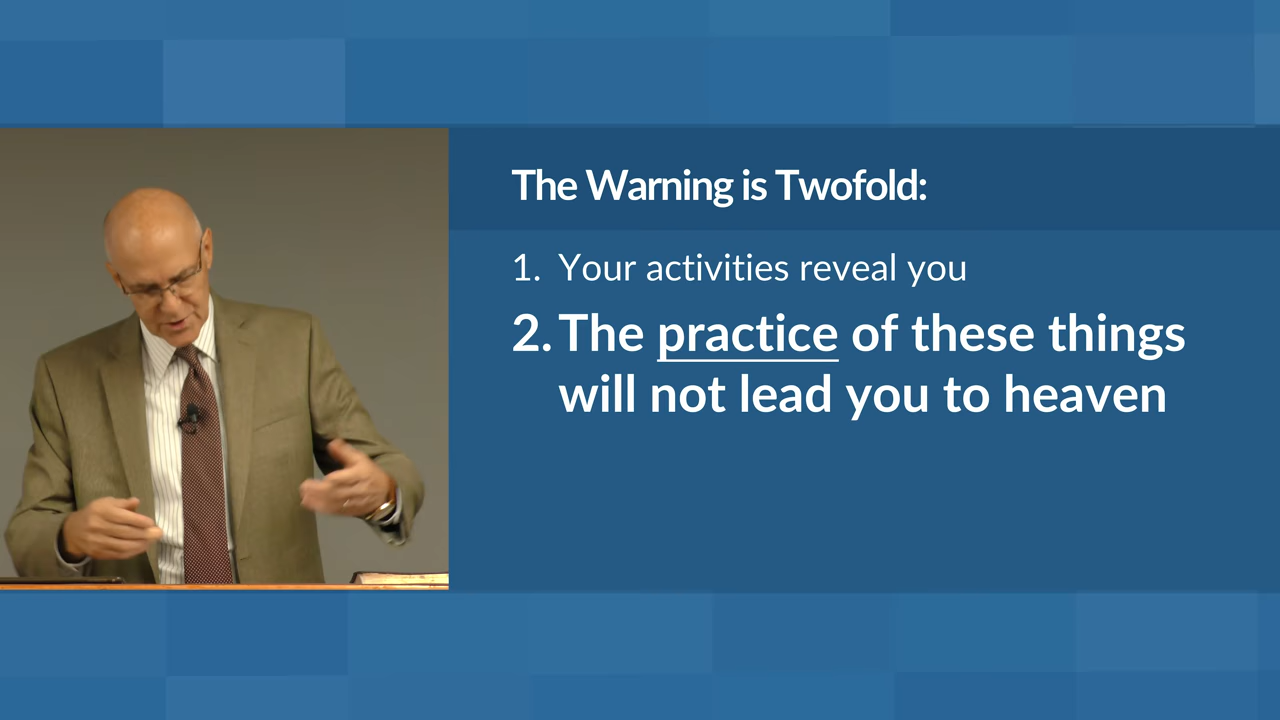 The Warning is Twofold:
1. Your activities reveal you
2. The practice of these things
will not lead you to heaven